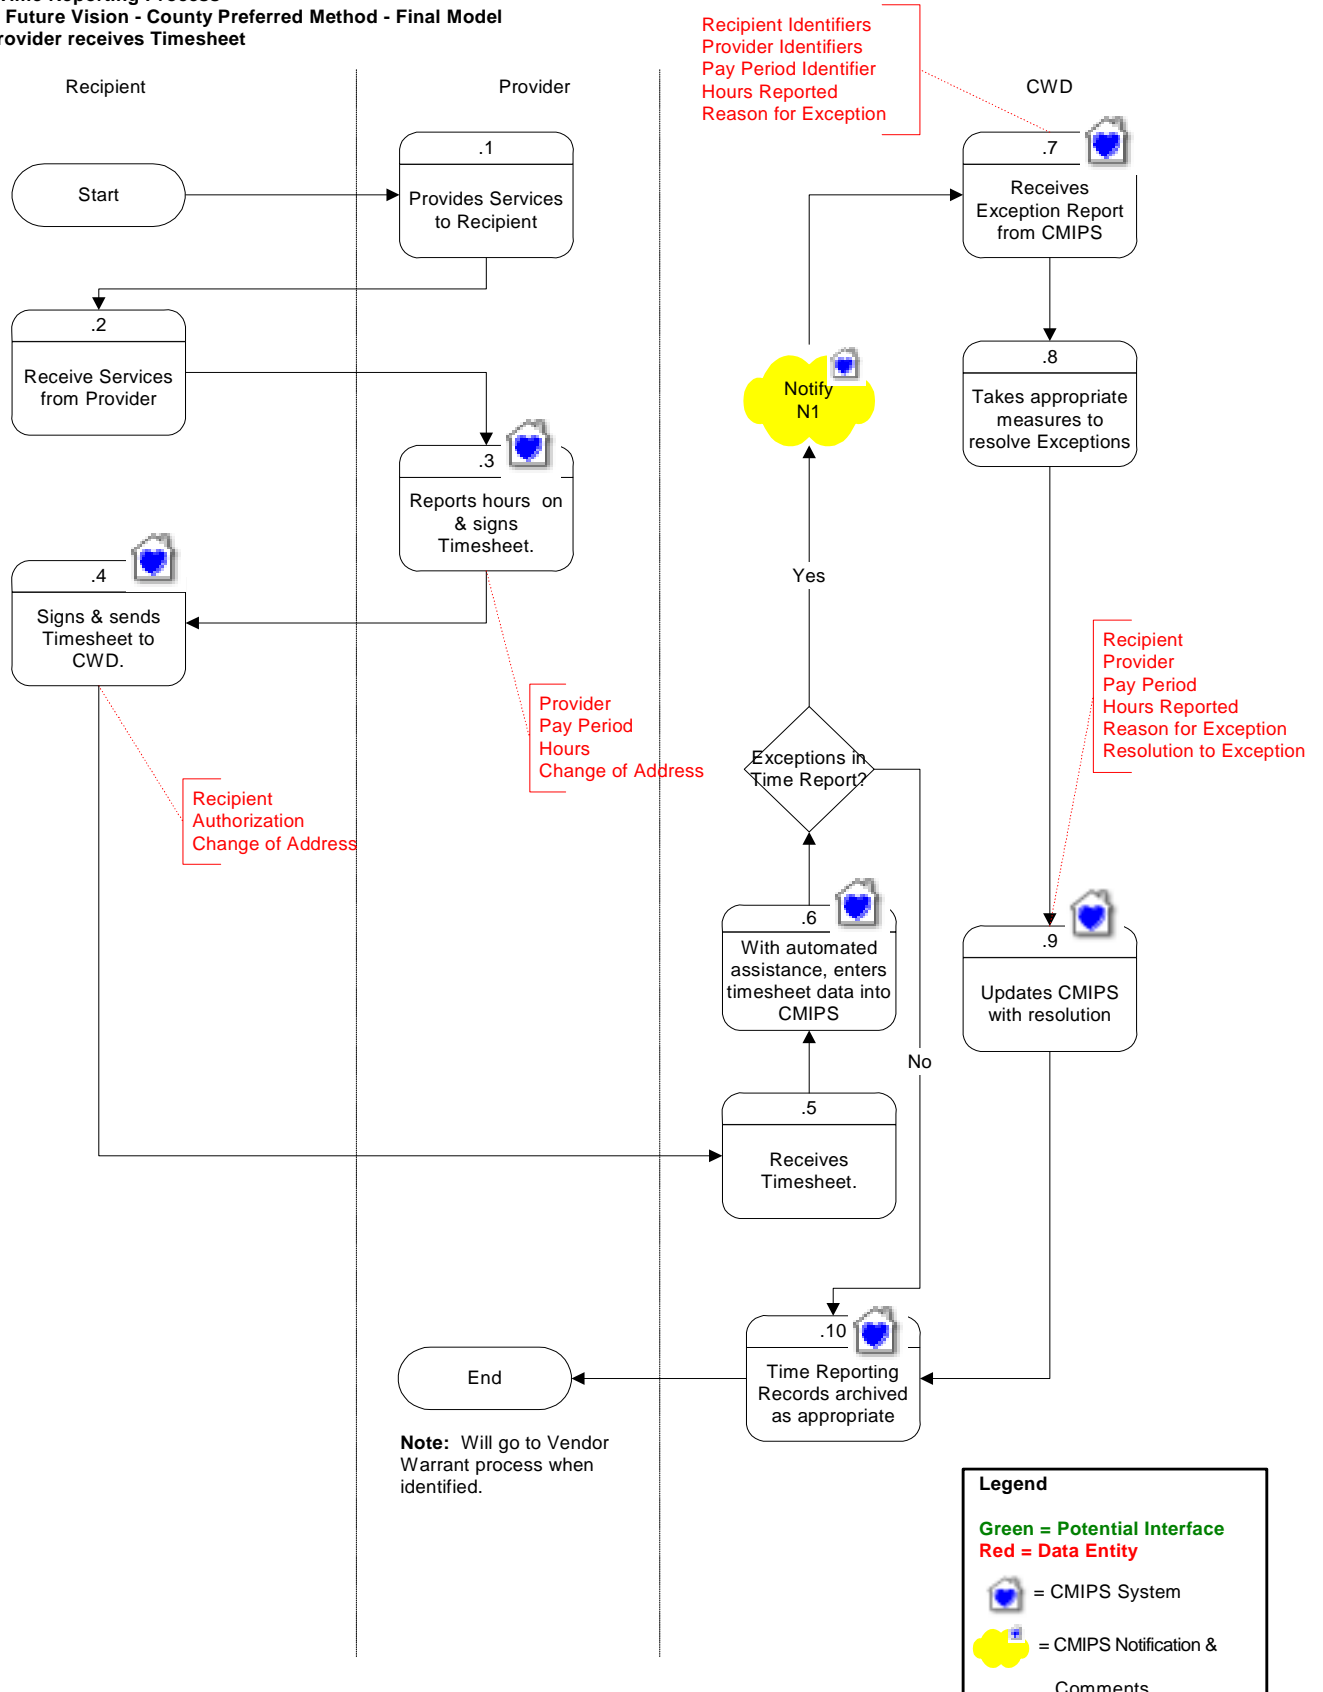 Time Reporting Process
Future Vision - County Preferred Method - Final Model
Provider receives Timesheet
Recipient Identifiers
Provider Identifiers
Pay Period Identifier
Hours Reported
Reason for Exception
Recipient
Provider
CWD
Start
.1
Provides Services
to Recipient
.7
Receives
Exception Report
from CMIPS
.2
Receive Services
from Provider
Notify
N1
.8
Takes appropriate
measures to
resolve Exceptions
.3
Reports hours on
& signs
Timesheet.
.4
Signs & sends
Timesheet to
CWD.
Yes
Provider
Pay Period
Hours
Change of Address
Recipient
Provider
Pay Period
Hours Reported
Reason for Exception
Resolution to Exception
Recipient
Authorization
Change of Address
Exceptions in
Time Report?
.6
With automated
assistance, enters
timesheet data into
CMIPS
.9
Updates CMIPS
with resolution
No
.5
Receives
Timesheet.
.10
Time Reporting
Records archived
as appropriate
End
Note: Will go to Vendor
Warrant process when
identified.
Legend
Green = Potential Interface
Red = Data Entity
= CMIPS System
= CMIPS Notification &
Comments